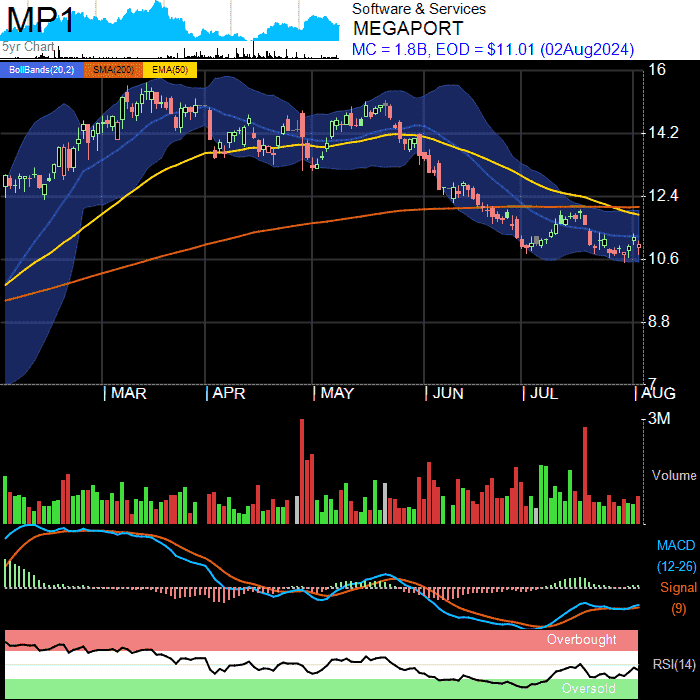 MP1
5yr Chart
Software & Services
MEGAPORT
MC = 1.8B, EOD = $11.01 (02Aug2024)
BollBands(20,2) SMA(200) EMA(50)
16
14.2
12.4
10.6
8.8
7
MAR APR MAY JUN JUL AUG
3M
Volume
MACD
(12-26)
Signal
(9)
Overbought
RSI(14)
Oversold